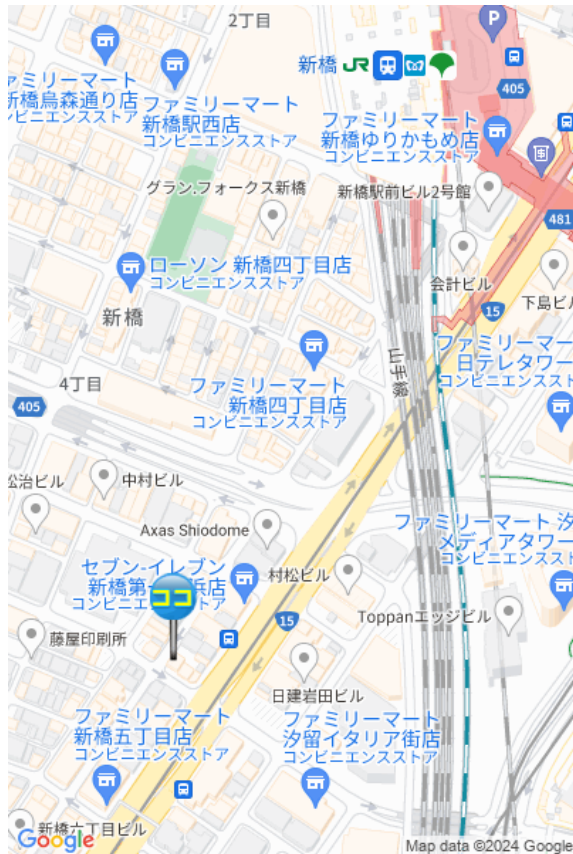 2丁目
P
新橋 JR
ファミリーマート
新橋烏森通り店
コンビニエンスストア
ファミリーマート
新橋駅西店
コンビニエンスストア
405
ファミリーマート
新橋ゆりかもめ店
コンビニエンスストア
グラン.フォークス新橋
新橋駅前ビル2号館
481
ローソン 新橋四丁目店
コンビニエンスストア
会計ビル
下島ビ
15
新橋
山手線
ファミリーマー
日テレタワー
コンビニエンススト
4丁目
ファミリーマート
新橋四丁目店
コンビニエンスストア
405
松治ビル
中村ビル
Axas Shiodome
ファミリーマート 汐
メディアタワー
コンビニエンススト
セブン-イレブン
新橋第一
浜店
コンビニエンスストア
ココ
村松ビル
15
Toppanエッジビル
藤屋印刷所
日建岩田ビル
ファミリーマート
新橋五丁目店
コンビニエンスストア
ファミリーマート
汐留イタリア街店
コンビニエンスストア
新橋六丁目ビル
Google
Map data ©2024 Google